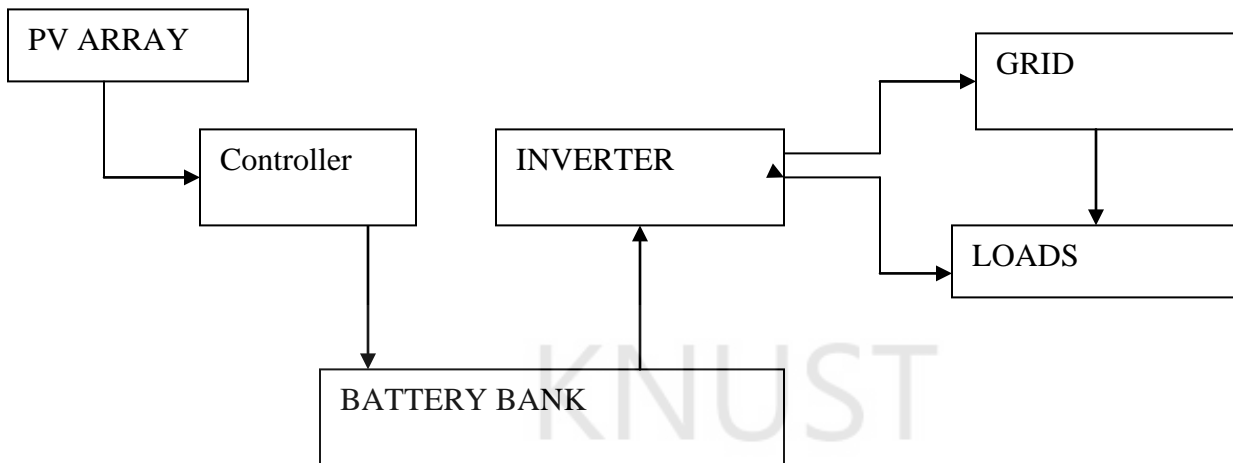 PV ARRAY
GRID
Controller
INVERTER
LOADS
BATTERY BANK
KNUST